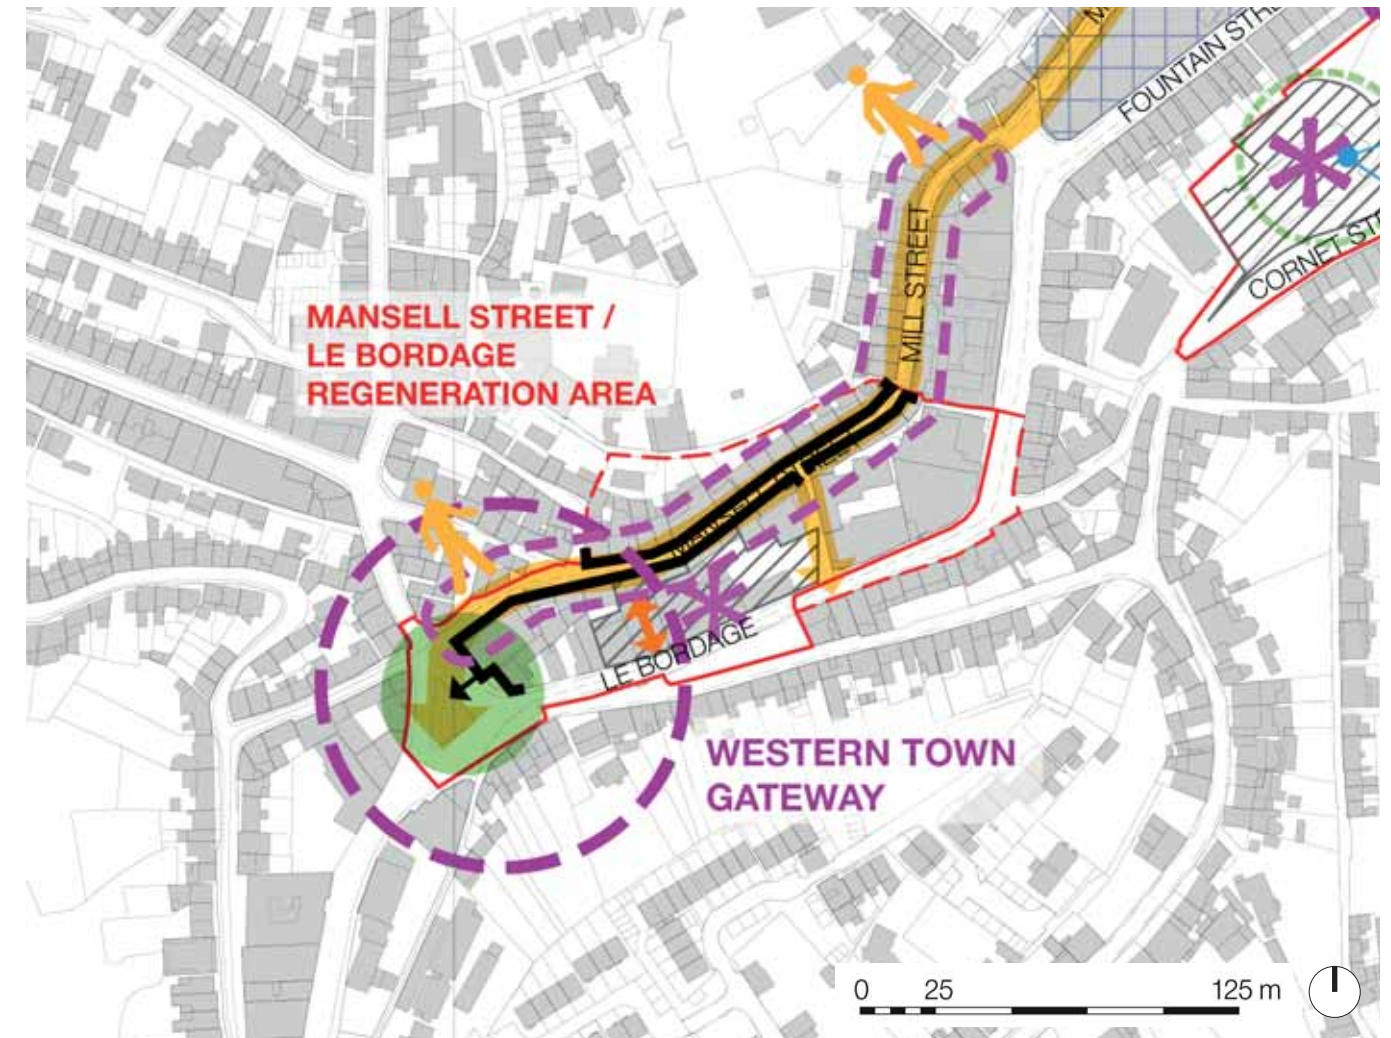 FOUNTAIN STRE
CORNET STR
MILL STREET
MANSELL STREET /
LE BORDAGE
REGENERATION AREA
LE BORDAGE
WESTERN TOWN
GATEWAY
0 25 125 m